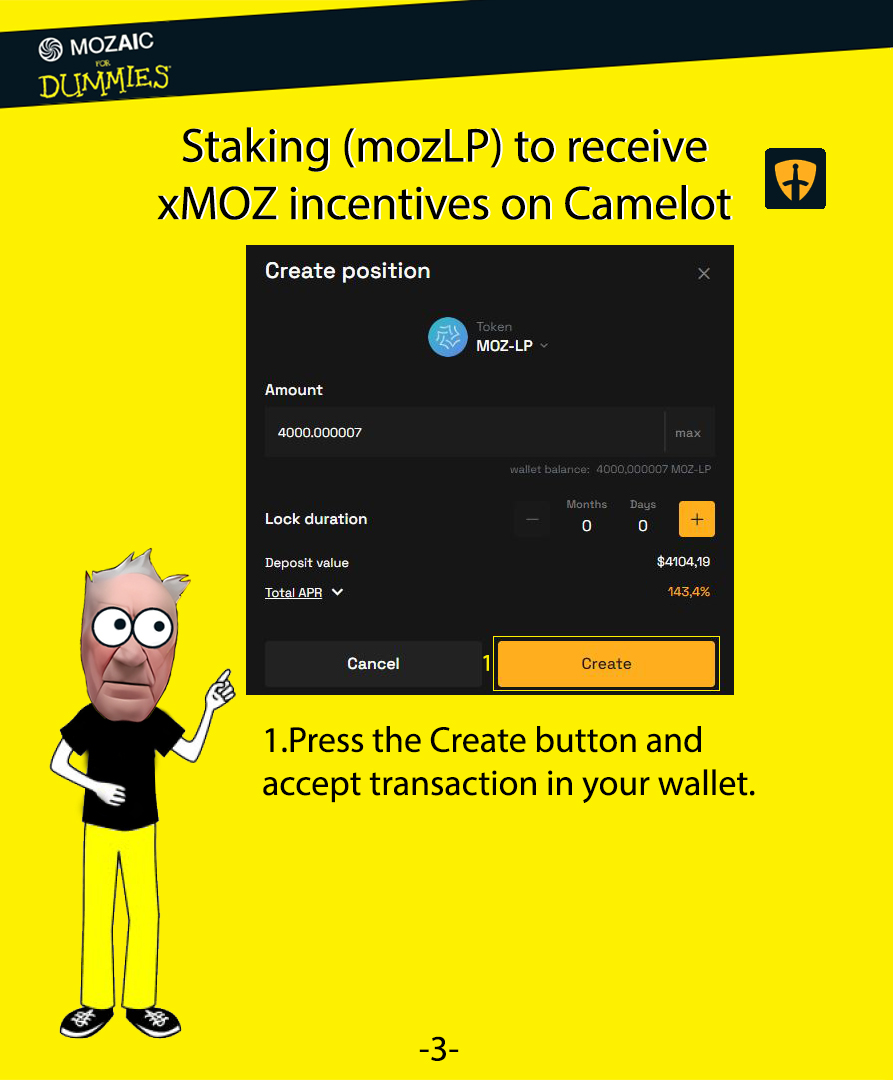 MOZAIC
FOR
DUMMIES
Staking (mozLP) to receive
xMOZ incentives on Camelot
Create position
Token
MOZ-LP
Amount
4000.000007
max
wallet balance: 4000,000007 MOZ-LP
Months
Days
Lock duration
0
0
Deposit value
$4104,19
Total APR
143,4%
Cancel
1
Create
1.Press the Create button and
accept transaction in your wallet.
-3-